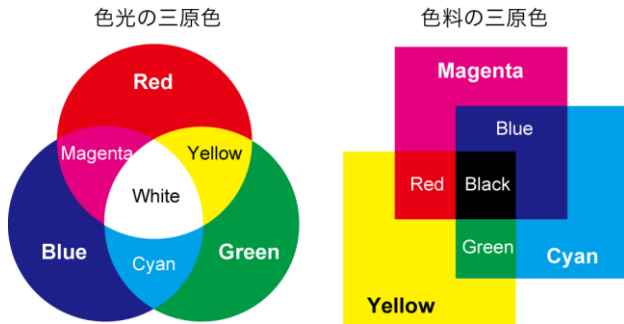 色光の三原色
Red
Magenta
Yellow
White
Blue
Cyan
Green
色料の三原色
Magenta
Blue
Red
Black
Green
Cyan
Yellow